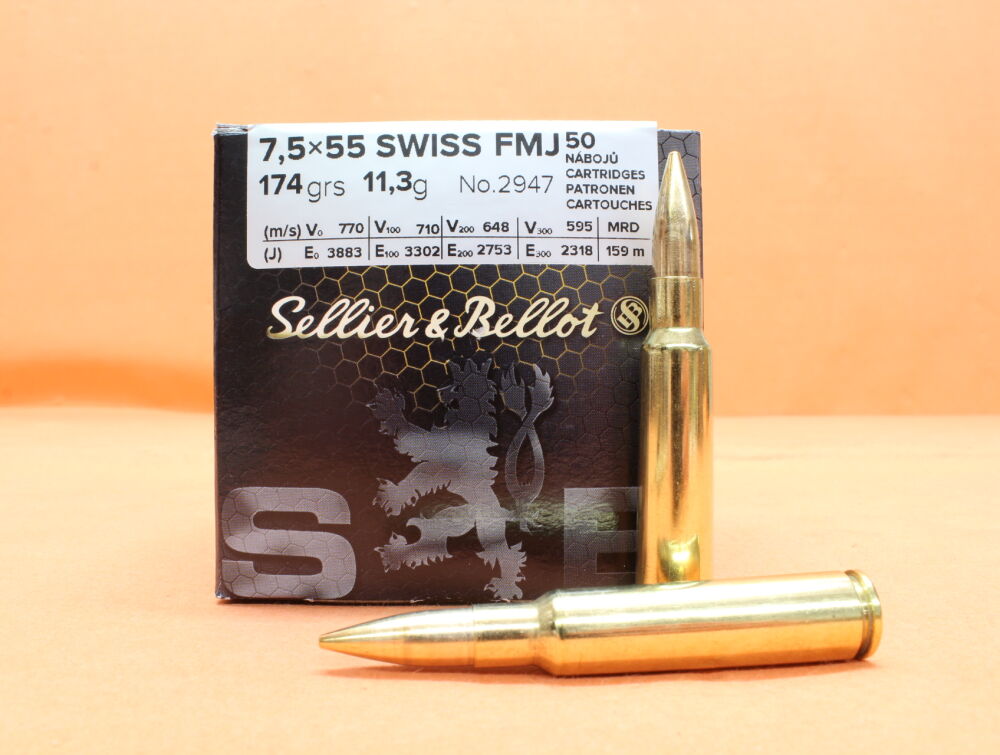 7,5×55 SWISS FMJ 50
NÁBOJŮ
CARTRIDGES
PATRONEN
CARTOUCHES
174 grs 11,3g No.2947
(m/s) V₀ 770 V₁₀₀ 710 V₂₀₀ 648 V₃₀₀ 595 MRD
(J) E₀ 3883 E₁₀₀ 3302 E₂₀₀ 2753 E₃₀₀ 2318 159 m
Sellier & Bellot SB
S